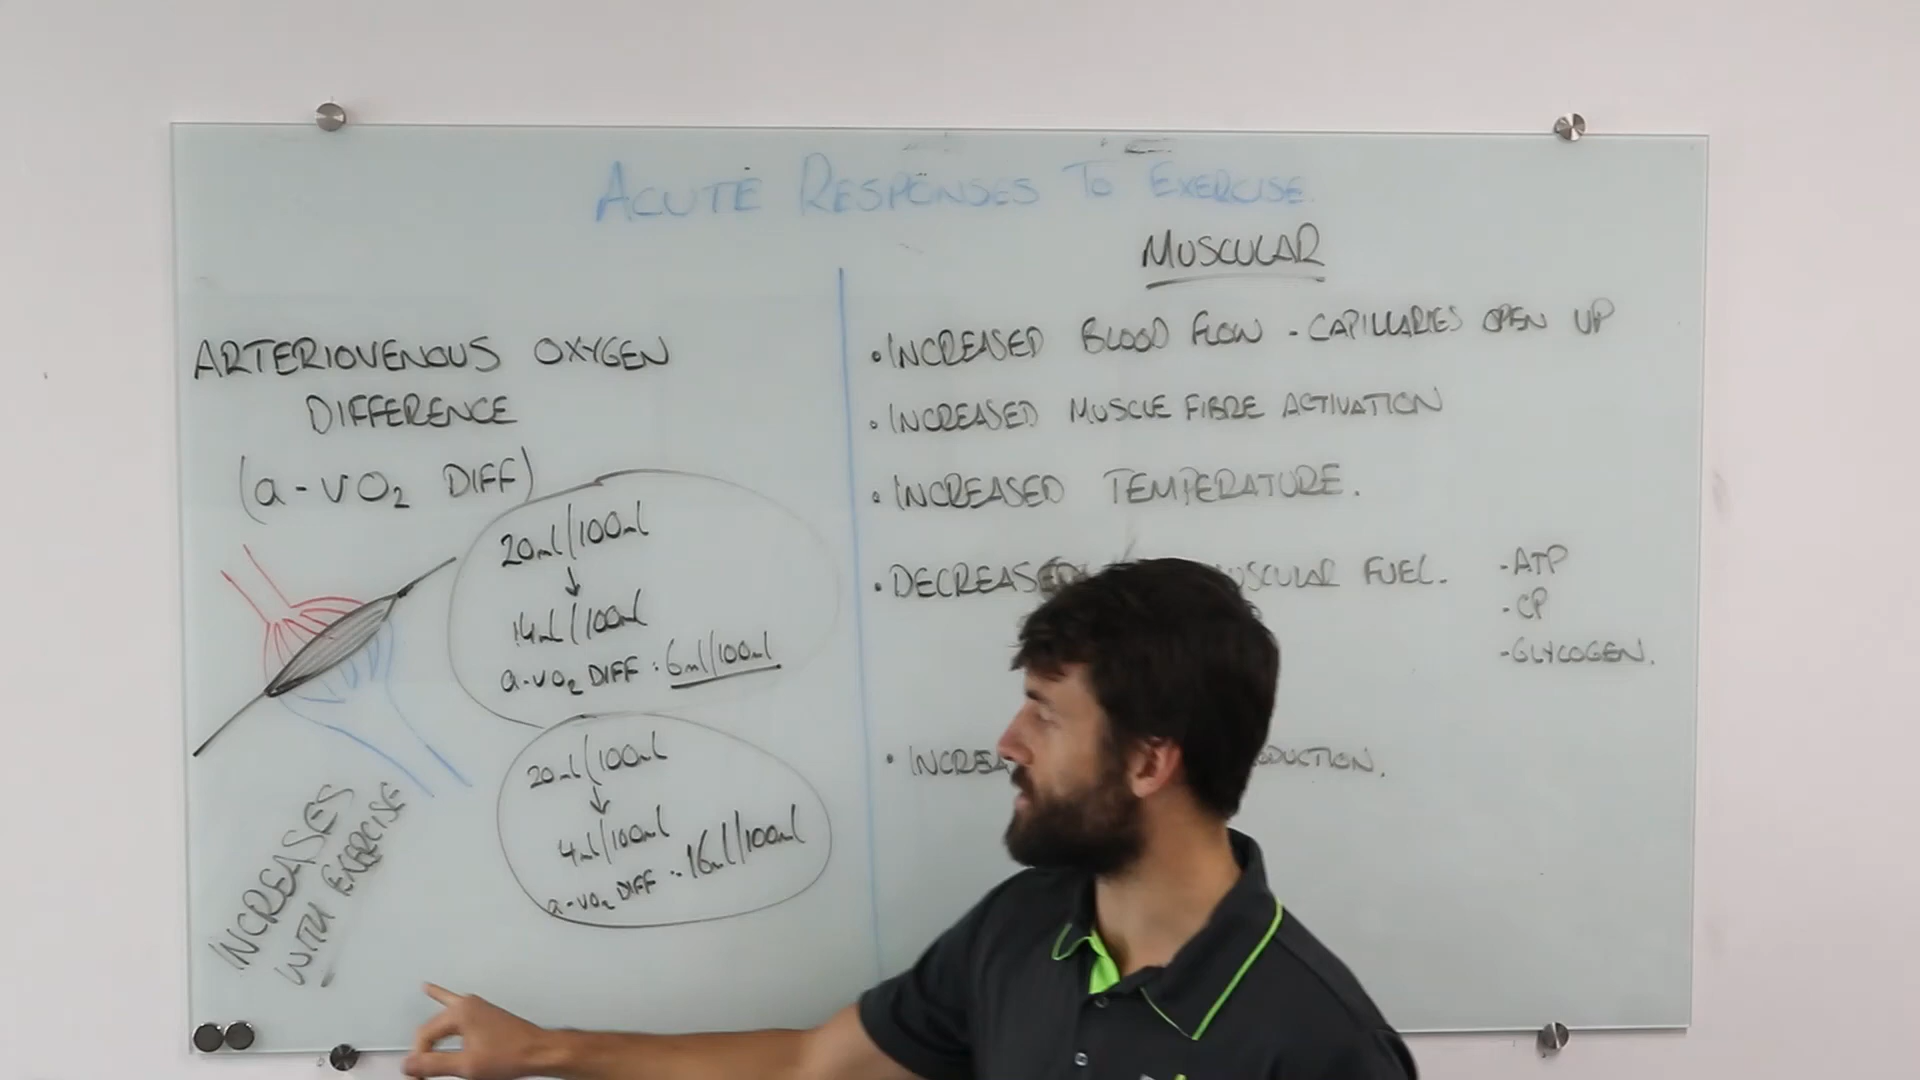 ACUTE RESPONSES TO EXERCISE.
ARTERIOVENOUS OXYGEN
DIFFERENCE
(a-vO₂ DIFF)
20ml/100ml
↓
14ml/100ml
a-vO₂ DIFF : 6ml/100ml
20ml/100ml
↓
4ml/100ml
a-vO₂ DIFF : 16ml/100ml
INCREASES
WITH EXERCISE
MUSCULAR
• INCREASED BLOOD FLOW - CAPILLARIES OPEN UP
• INCREASED MUSCLE FIBRE ACTIVATION
• INCREASED TEMPERATURE.
• DECREASED USCULAR FUEL.
- ATP
- CP
- GLYCOGEN.
• INCREA ODUCTION.